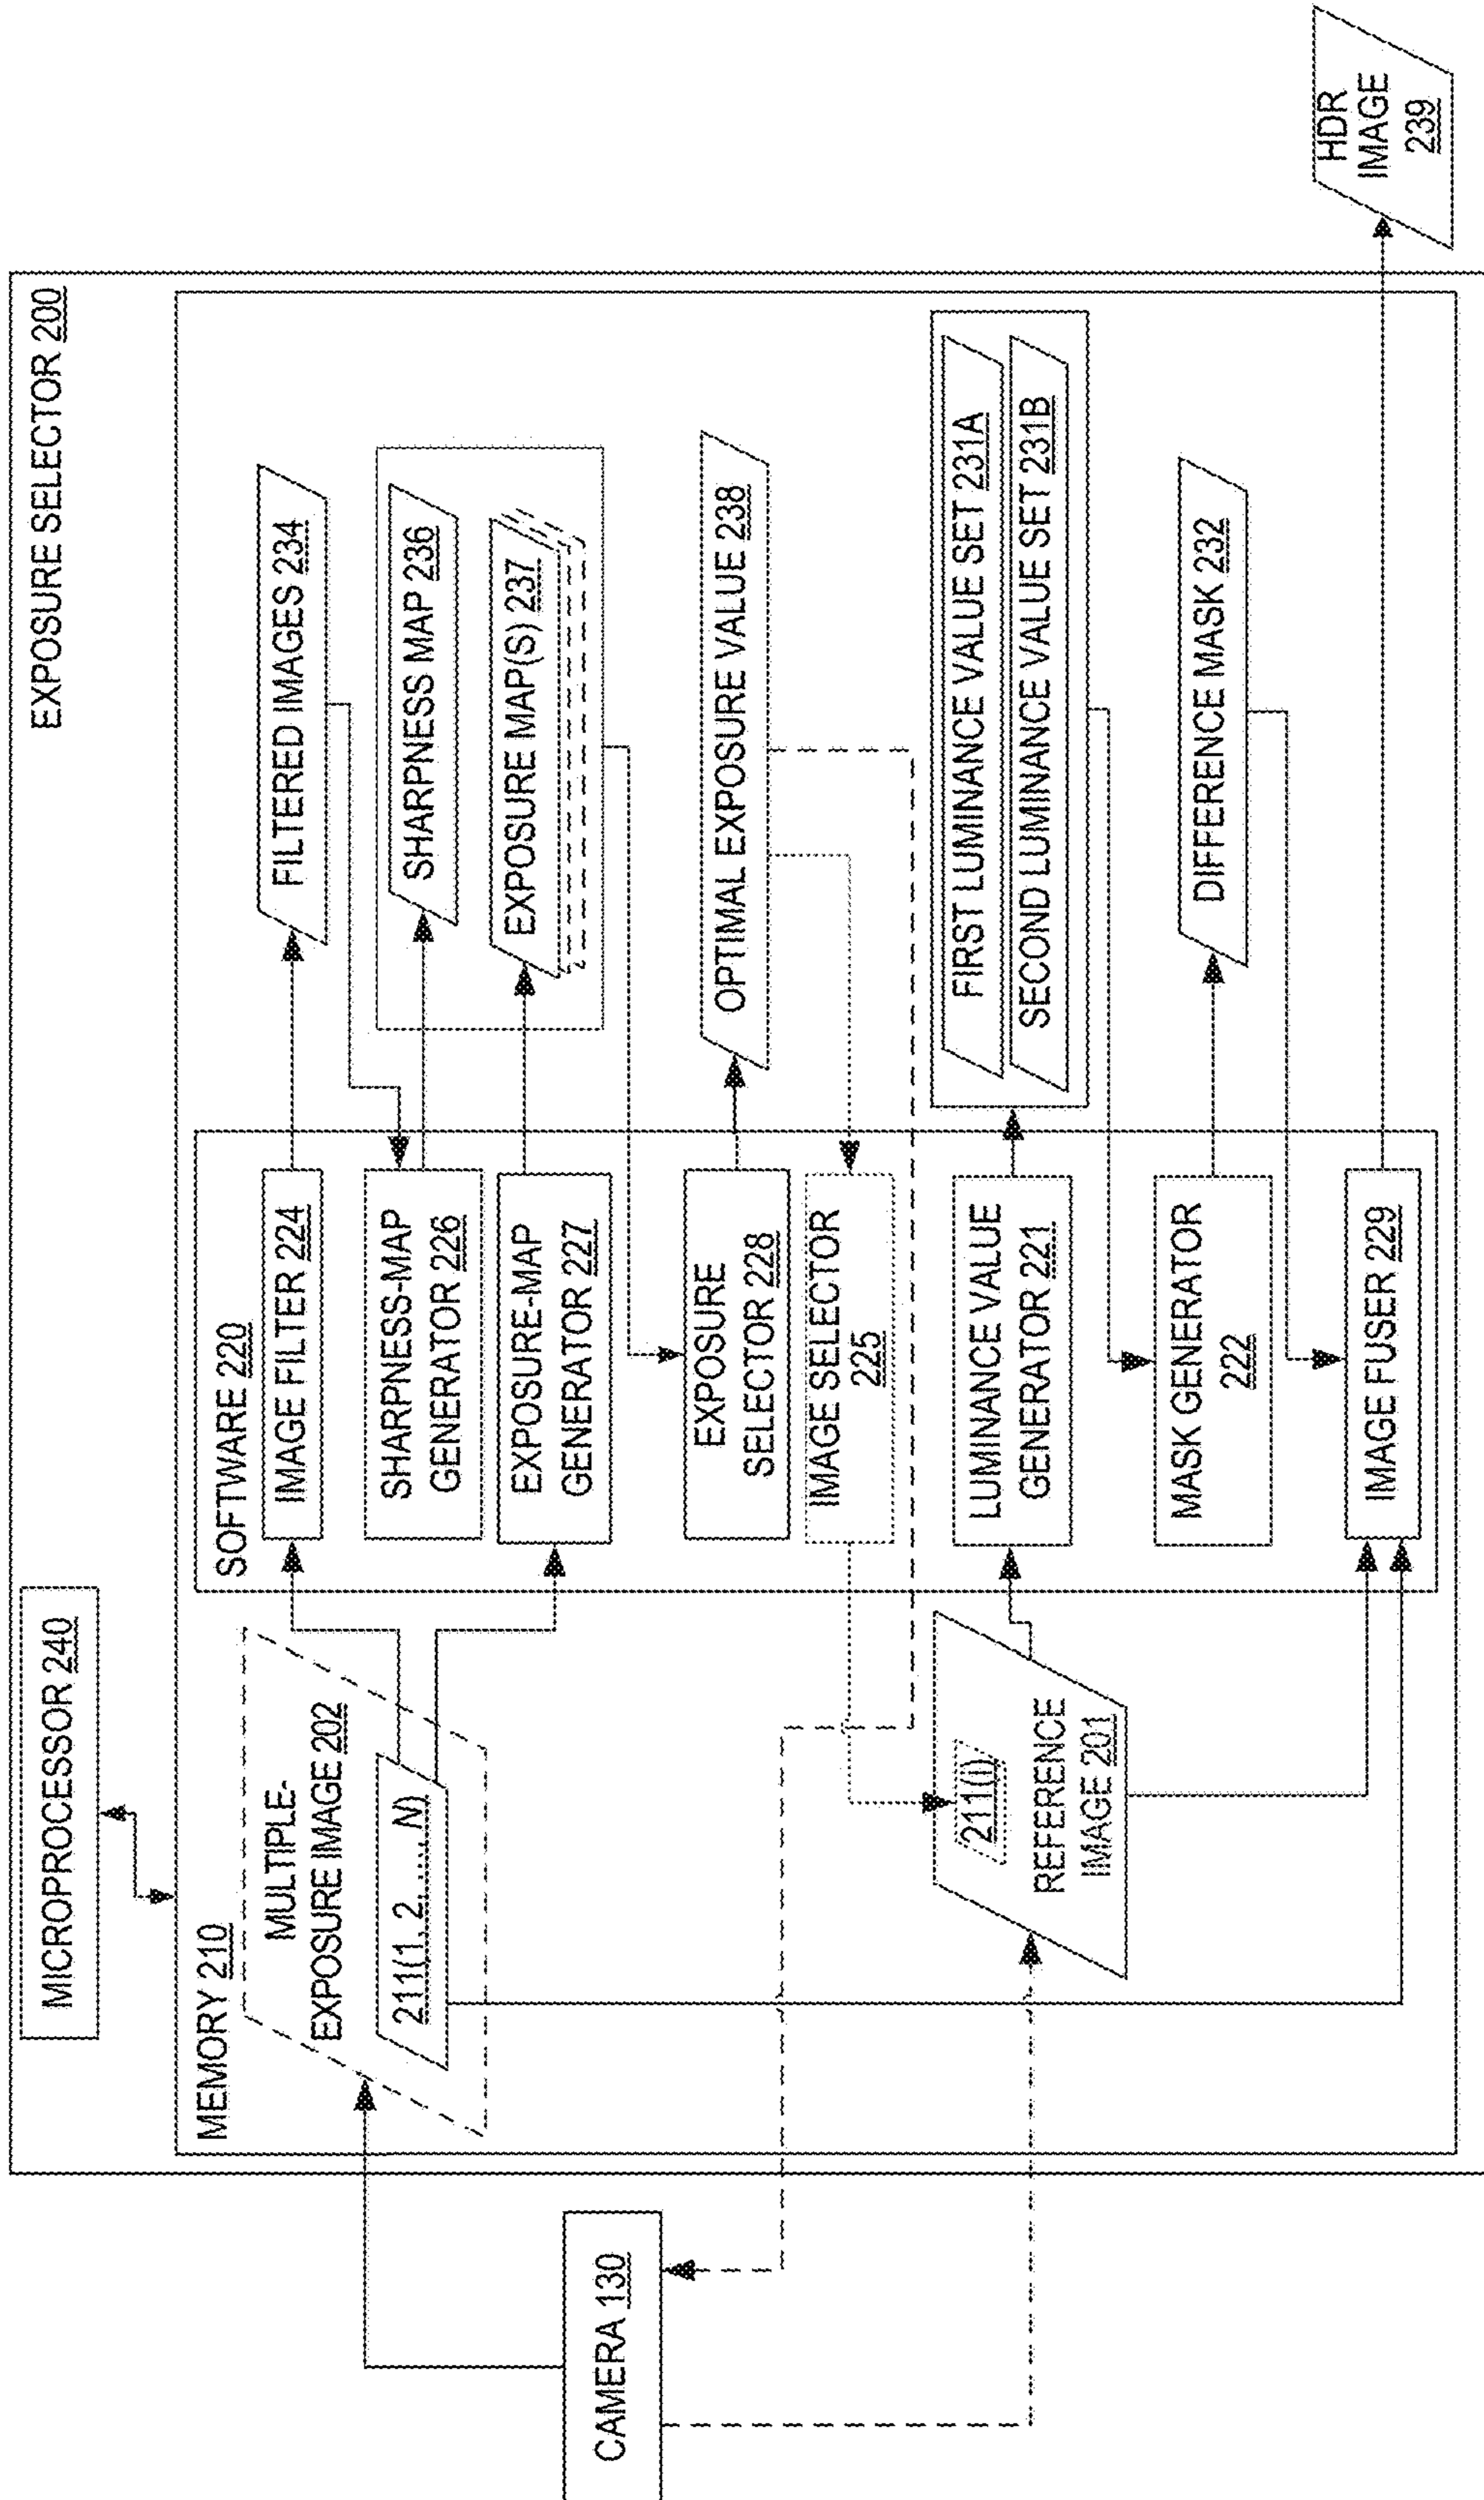 EXPOSURE SELECTOR 200
MICROPROCESSOR 240
MEMORY 210
MULTIPLE-
EXPOSURE IMAGE 202
211(1, 2, ..., N)
CAMERA 130
211(i)
REFERENCE
IMAGE 201
SOFTWARE 220
IMAGE FILTER 224
SHARPNESS-MAP
GENERATOR 226
EXPOSURE-MAP
GENERATOR 227
EXPOSURE
SELECTOR 228
IMAGE SELECTOR
225
LUMINANCE VALUE
GENERATOR 221
MASK GENERATOR
222
IMAGE FUSER 229
FILTERED IMAGES 234
SHARPNESS MAP 236
EXPOSURE MAP(S) 237
OPTIMAL EXPOSURE VALUE 238
FIRST LUMINANCE VALUE SET 231A
SECOND LUMINANCE VALUE SET 231B
DIFFERENCE MASK 232
HDR
IMAGE
239